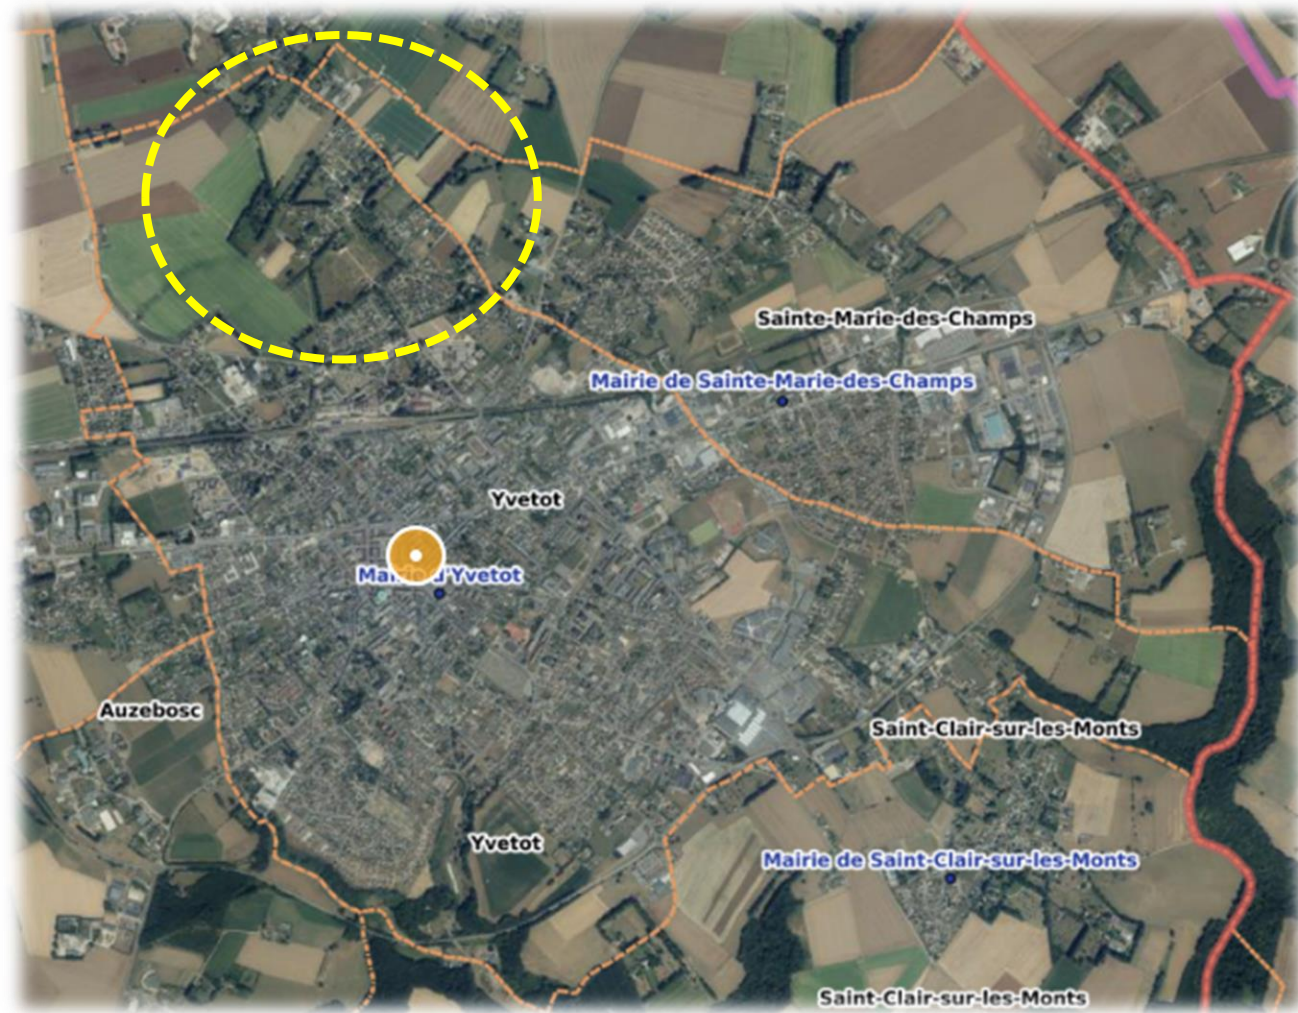 Sainte-Marie-des-Champs
Mairie de Sainte-Marie-des-Champs
Yvetot
Mairie d'Yvetot
Auzebosc
Saint-Clair-sur-les-Monts
Yvetot
Mairie de Saint-Clair-sur-les-Monts
Saint-Clair-sur-les-Monts